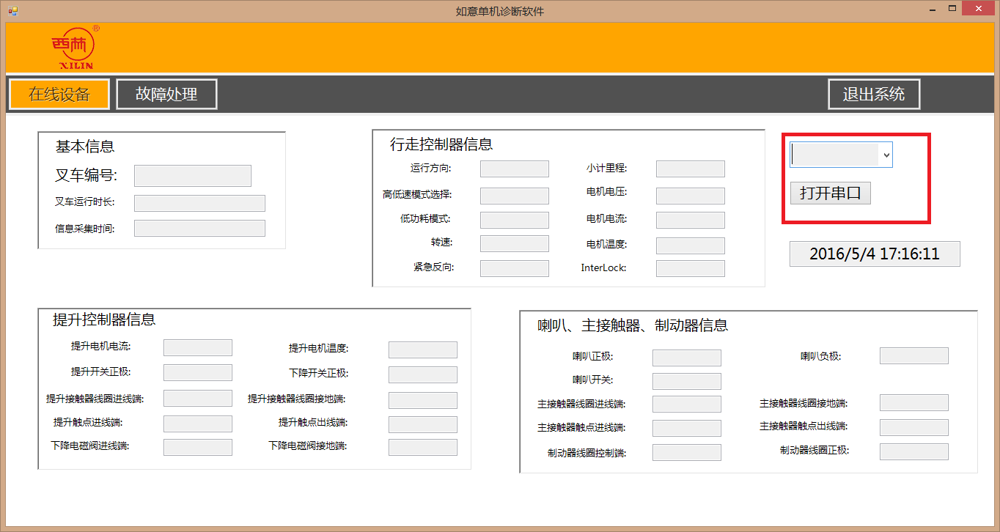 如意单机诊断软件
西林®
XILIN
在线设备
故障处理
退出系统
基本信息
叉车编号:
叉车运行时长:
信息采集时间:
行走控制器信息
运行方向:
小计里程:
高低速模式选择:
电机电压:
低功耗模式:
电机电流:
转速:
电机温度:
紧急反向:
InterLock:
打开串口
2016/5/4 17:16:11
提升控制器信息
提升电机电流:
提升电机温度:
提升开关正极:
下降开关正极:
提升接触器线圈进线端:
提升接触器线圈接地端:
提升触点进线端:
提升触点出线端:
下降电磁阀进线端:
下降电磁阀接地端:
喇叭、主接触器、制动器信息
喇叭正极:
喇叭负极:
喇叭开关:
主接触器线圈进线端:
主接触器线圈接地端:
主接触器触点进线端:
主接触器触点出线端:
制动器线圈控制端:
制动器线圈正极: